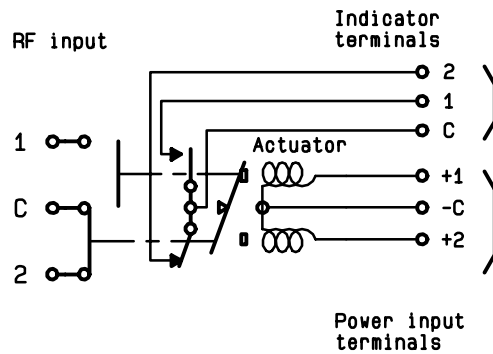 RF input
Indicator
terminals
2
1
C
Actuator
1
C
2
+1
-C
+2
Power input
terminals